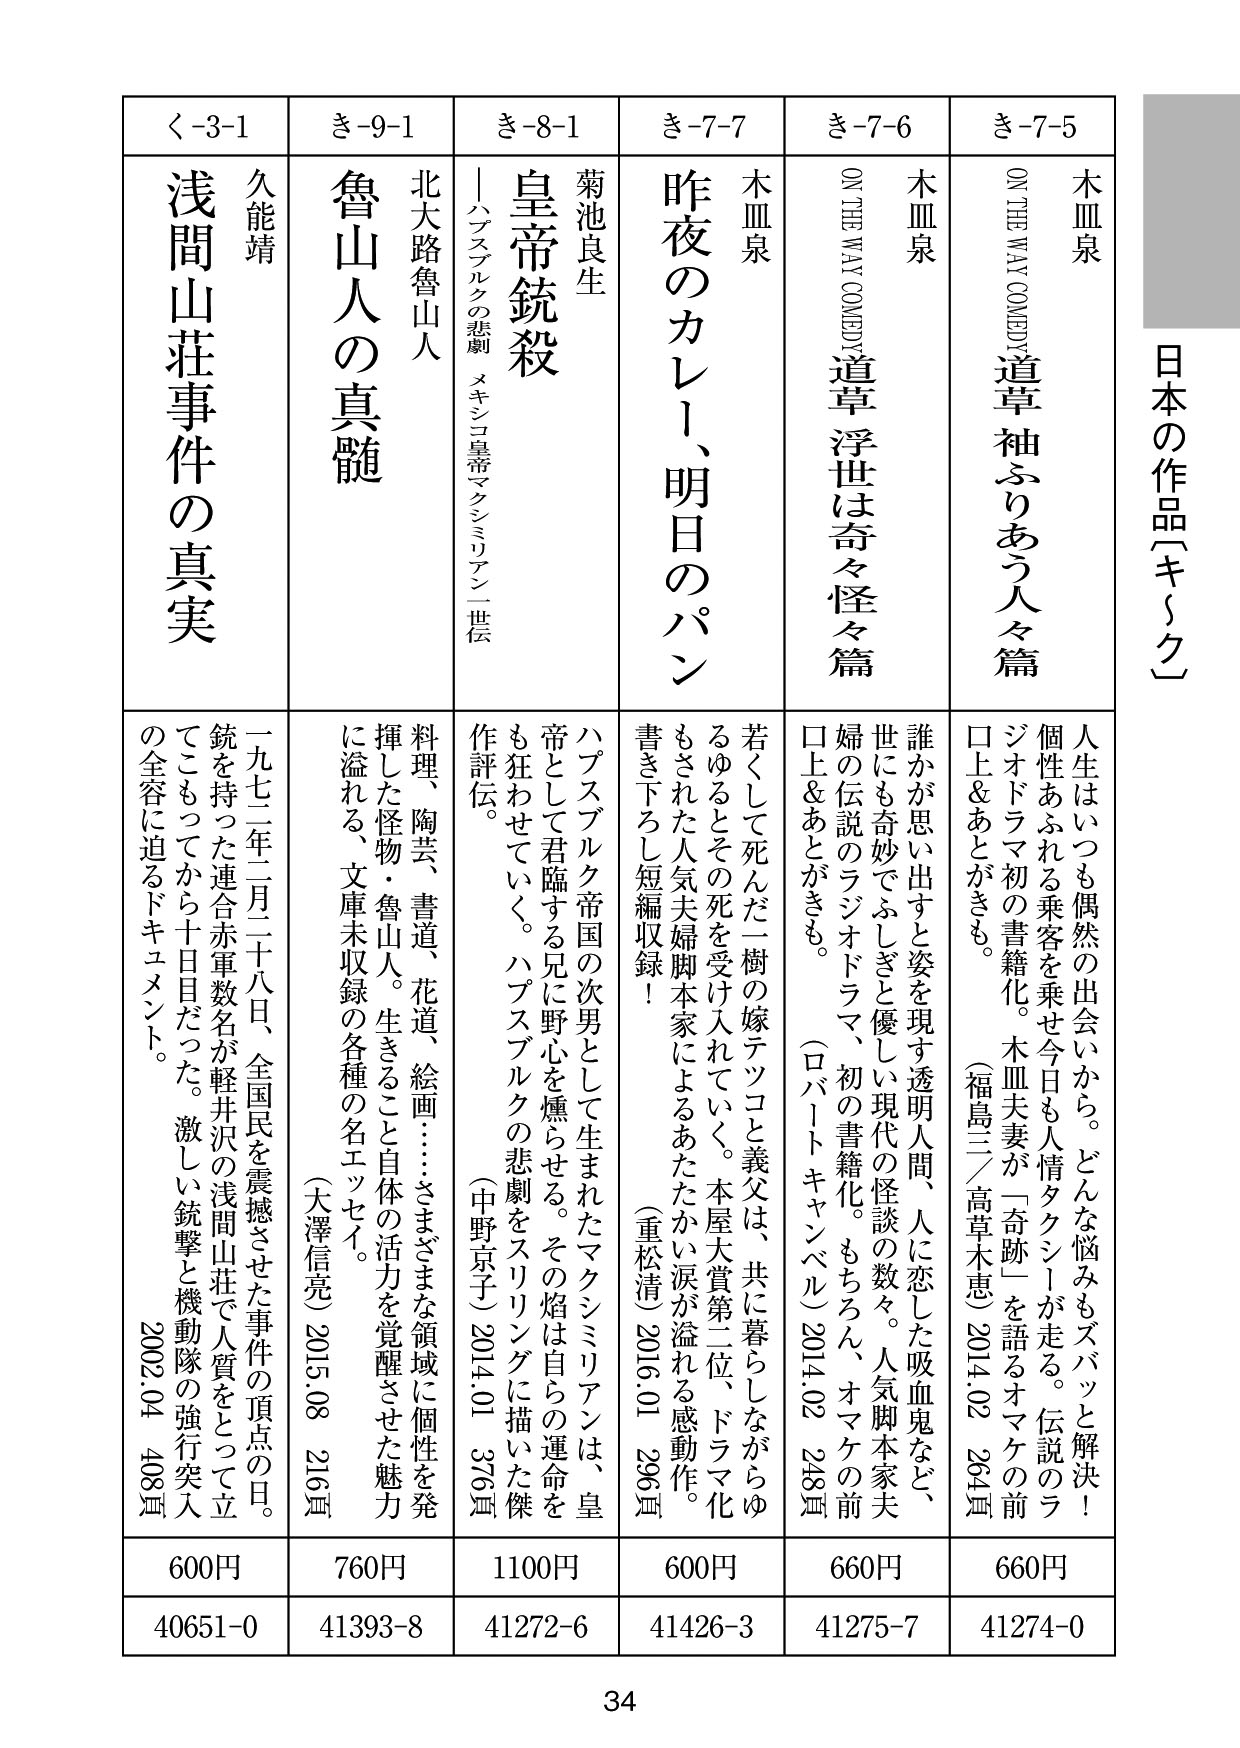 日本の作品〔キ～ク〕
き-7-5
木皿泉
ON THE WAY COMEDY道草 袖ふりあう人々篇
人生はいつも偶然の出会いから。どんな悩みもズバッと解決！
個性あふれる乗客を乗せ今日も人情タクシーが走る。伝説のラ
ジオドラマ初の書籍化。木皿夫妻が「奇跡」を語るオマケの前
口上&あとがきも。 （福島三／高草木恵）2014.02 264頁
660円
41274-0
き-7-6
木皿泉
ON THE WAY COMEDY道草 浮世は奇々怪々篇
誰かが思い出すと姿を現す透明人間、人に恋した吸血鬼など、
世にも奇妙でふしぎと優しい現代の怪談の数々。人気脚本家夫
婦の伝説のラジオドラマ、初の書籍化。もちろん、オマケの前
口上&あとがきも。 （ロバート キャンベル）2014.02 248頁
660円
41275-7
き-7-7
木皿泉
昨夜のカレー、明日のパン
若くして死んだ一樹の嫁テツコと義父は、共に暮らしながらゆ
るゆるとその死を受け入れていく。本屋大賞第二位、ドラマ化
もされた人気夫婦脚本家によるあたたかい涙が溢れる感動作。
書き下ろし短編収録！ （重松清）2016.01 296頁
600円
41426-3
き-8-1
菊池良生
皇帝銃殺
―ハプスブルクの悲劇 メキシコ皇帝マクシミリアン一世伝
ハプスブルク帝国の次男として生まれたマクシミリアンは、皇
帝として君臨する兄に野心を燻らせる。その焰は自らの運命を
も狂わせていく。ハプスブルクの悲劇をスリリングに描いた傑
作評伝。 （中野京子）2014.01 376頁
1100円
41272-6
き-9-1
北大路魯山人
魯山人の真髄
料理、陶芸、書道、花道、絵画……さまざまな領域に個性を発
揮した怪物・魯山人。生きること自体の活力を覚醒させた魅力
に溢れる、文庫未収録の各種の名エッセイ。
（大澤信亮）2015.08 216頁
760円
41393-8
く-3-1
久能靖
浅間山荘事件の真実
一九七二年二月二十八日、全国民を震撼させた事件の頂点の日。
銃を持った連合赤軍数名が軽井沢の浅間山荘で人質をとって立
てこもってから十日目だった。激しい銃撃と機動隊の強行突入
の全容に迫るドキュメント。 2002.04 408頁
600円
40651-0
34